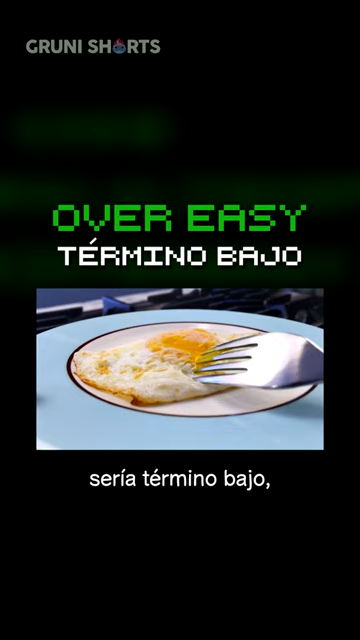 GRUNI SHORTS
OVER EASY
TÉRMINO BAJO
sería término bajo,